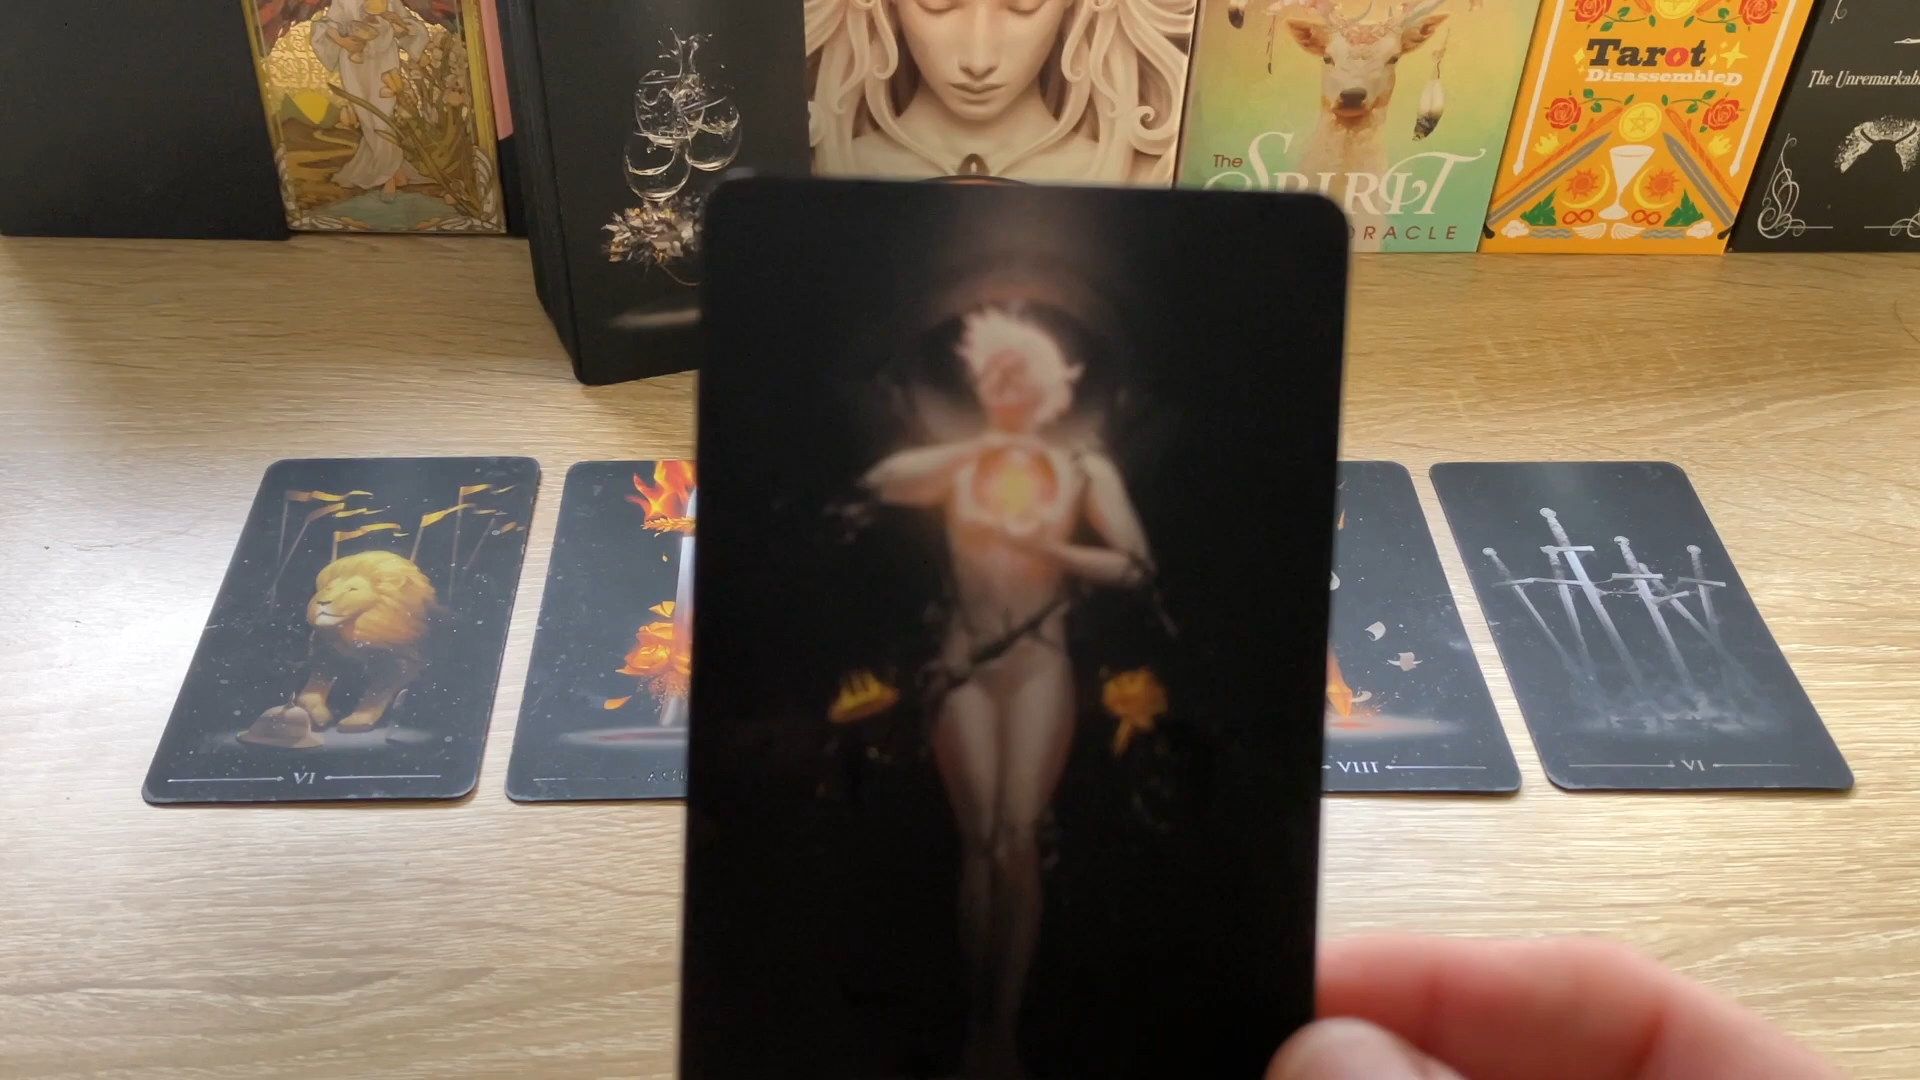 The
SPIRIT
ORACLE
Tarot
Disassembled
The Unremarkab
VI
VIII
VI